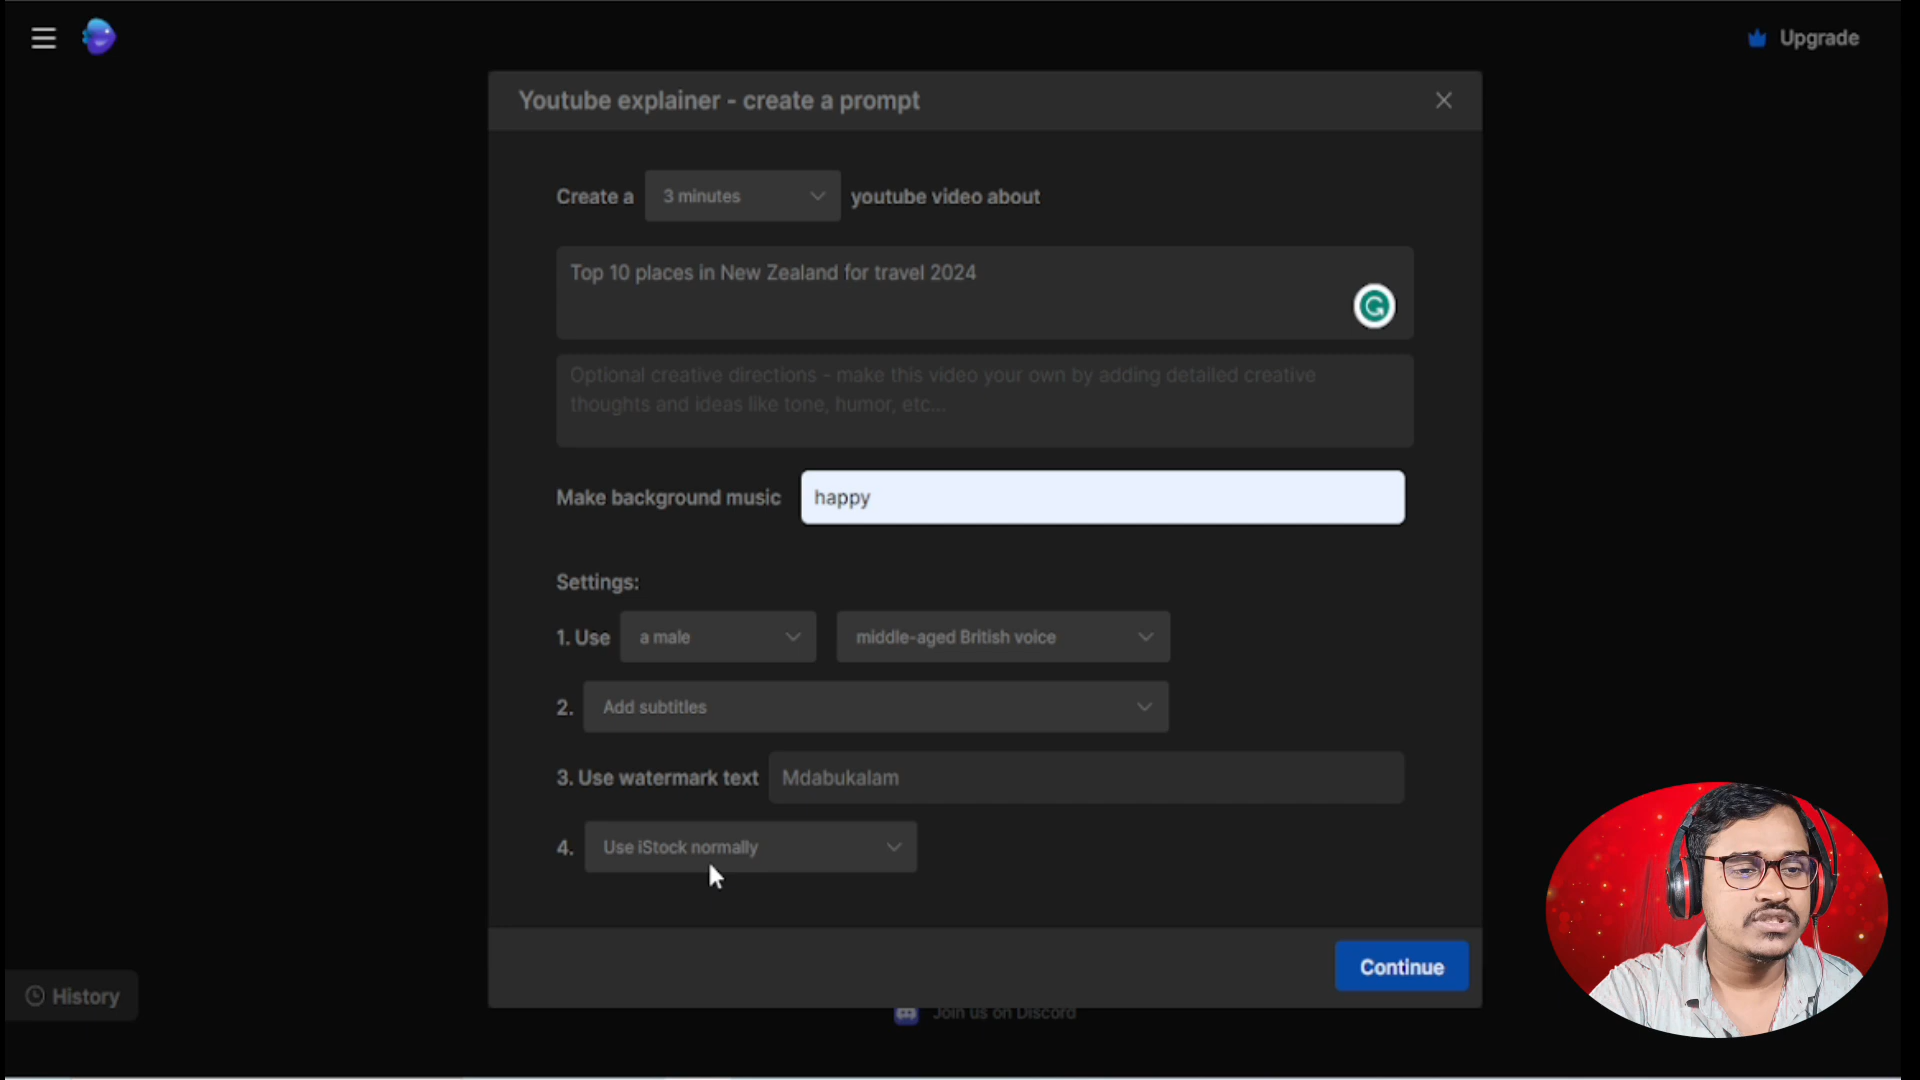 Upgrade
Youtube explainer - create a prompt
Create a 3 minutes youtube video about
Top 10 places in New Zealand for travel 2024
Optional creative directions - make this video your own by adding detailed creative
thoughts and ideas like tone, humor, etc...
Make background music happy
Settings:
1. Use a male middle-aged British voice
2. Add subtitles
3. Use watermark text Mdabukalam
4. Use iStock normally
Continue
History
Join us on Discord